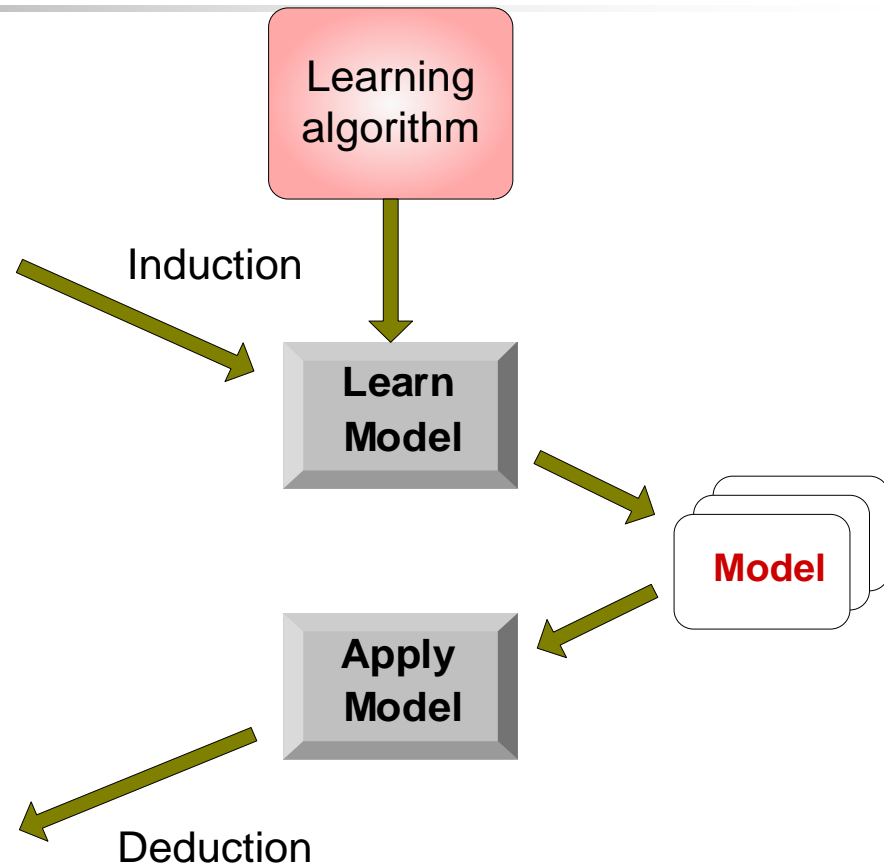 Learning
algorithm
Induction
Learn
Model
Model
Apply
Model
Deduction